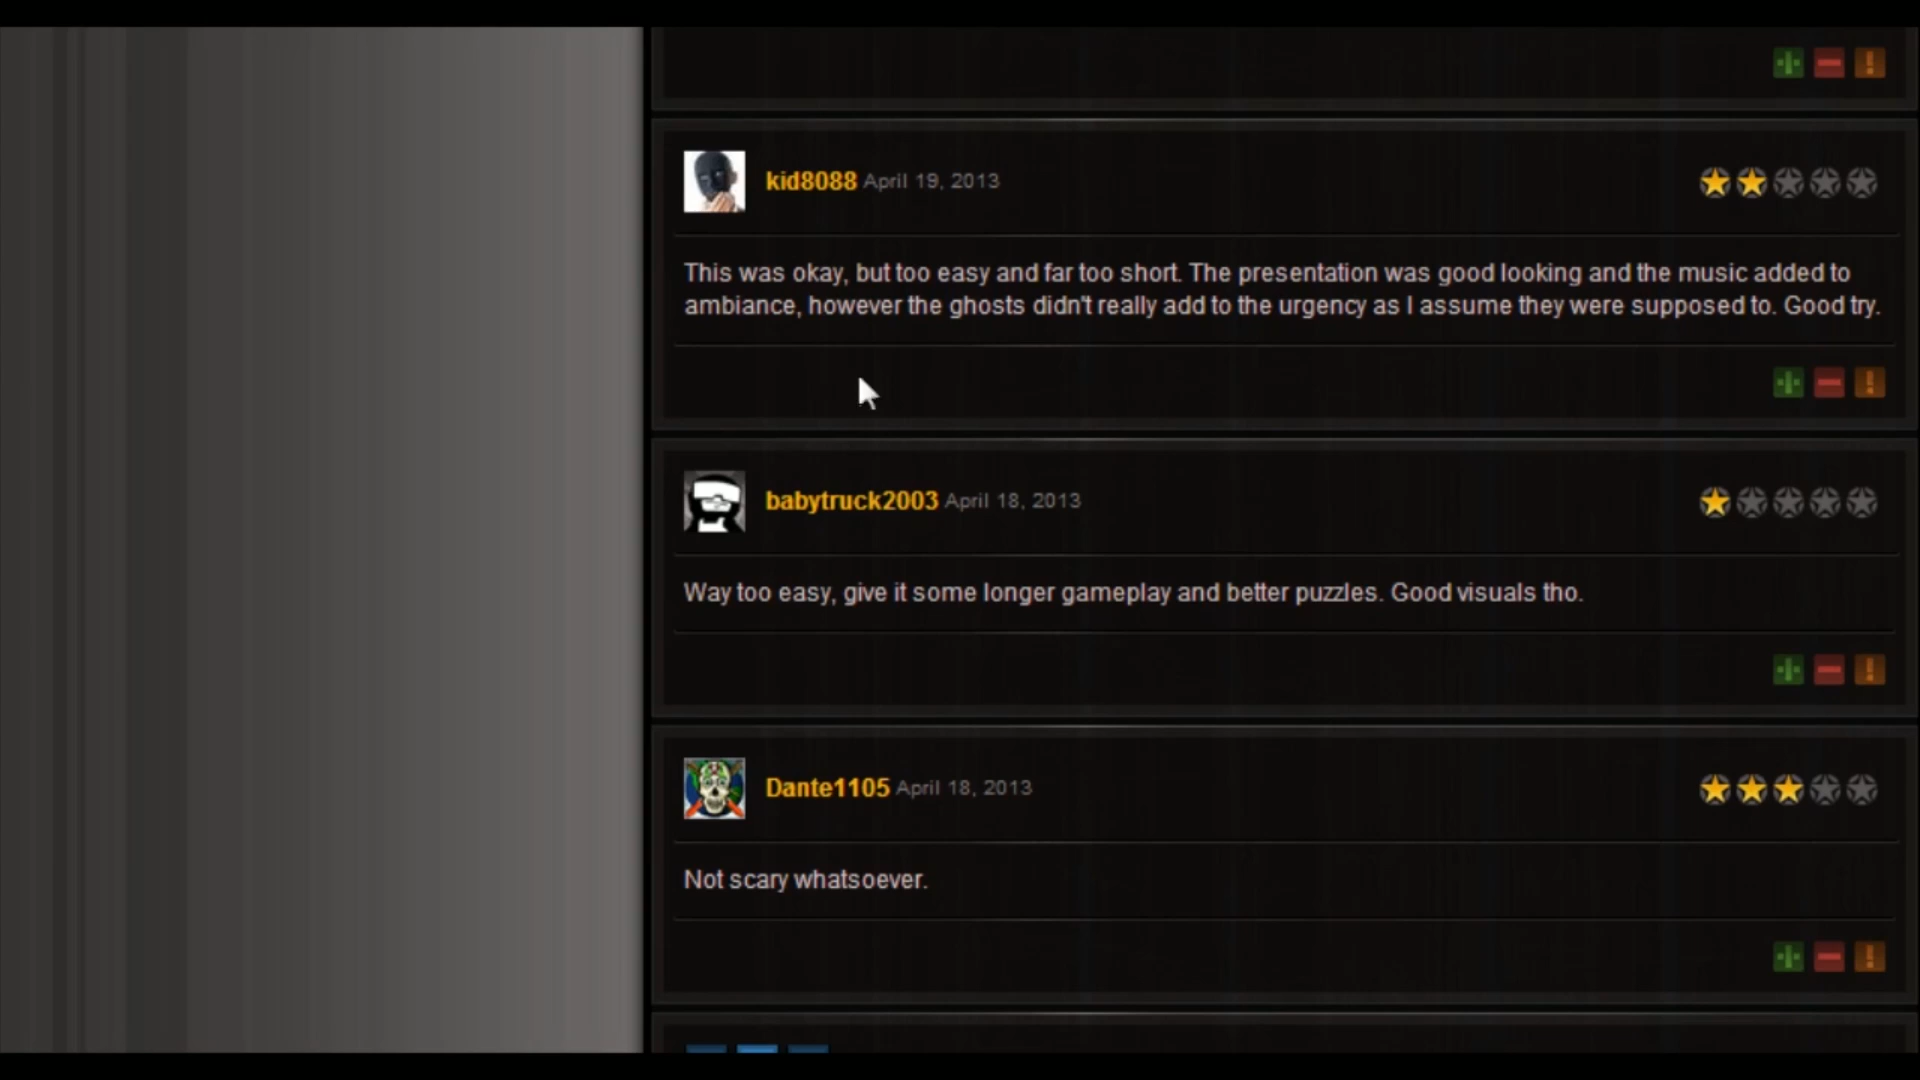 kid8088 April 19, 2013
This was okay, but too easy and far too short. The presentation was good looking and the music added to
ambiance, however the ghosts didn't really add to the urgency as I assume they were supposed to. Good try.
babytruck2003 April 18, 2013
Way too easy, give it some longer gameplay and better puzzles. Good visuals tho.
Dante1105 April 18, 2013
Not scary whatsoever.